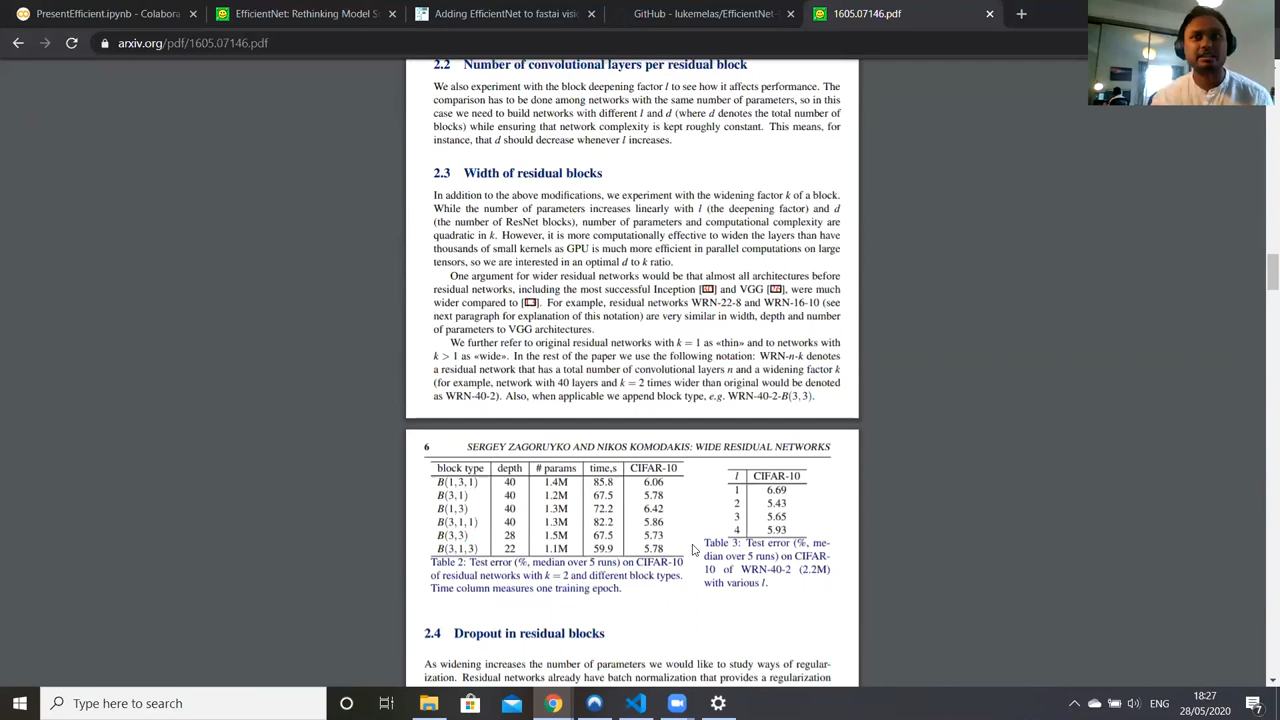 PresentEfficient.ipynb - Colabora
EfficientNet: Rethinking Model S
Adding EfficientNet to fastai visi
GitHub - lukemelas/EfficientNet-
1605.07146.pdf
arxiv.org/pdf/1605.07146.pdf
2.2 Number of convolutional layers per residual block
We also experiment with the block deepening factor l to see how it affects performance. The
comparison has to be done among networks with the same number of parameters, so in this
case we need to build networks with different l and d (where d denotes the total number of
blocks) while ensuring that network complexity is kept roughly constant. This means, for
instance, that d should decrease whenever l increases.
2.3 Width of residual blocks
In addition to the above modifications, we experiment with the widening factor k of a block.
While the number of parameters increases linearly with l (the deepening factor) and d
(the number of ResNet blocks), number of parameters and computational complexity are
quadratic in k. However, it is more computationally effective to widen the layers than have
thousands of small kernels as GPU is much more efficient in parallel computations on large
tensors, so we are interested in an optimal d to k ratio.
One argument for wider residual networks would be that almost all architectures before
residual networks, including the most successful Inception [ ] and VGG [ ], were much
wider compared to [ ]. For example, residual networks WRN-22-8 and WRN-16-10 (see
next paragraph for explanation of this notation) are very similar in width, depth and number
of parameters to VGG architectures.
We further refer to original residual networks with k = 1 as «thin» and to networks with
k > 1 as «wide». In the rest of the paper we use the following notation: WRN-n-k denotes
a residual network that has a total number of convolutional layers n and a widening factor k
(for example, network with 40 layers and k = 2 times wider than original would be denoted
as WRN-40-2). Also, when applicable we append block type, e.g. WRN-40-2-B(3,3).
6 SERGEY ZAGORUYKO AND NIKOS KOMODAKIS: WIDE RESIDUAL NETWORKS
block type depth # params time,s CIFAR-10
B(1,3,1) 40 1.4M 85.8 6.06
B(3,1) 40 1.2M 67.5 5.78
B(1,3) 40 1.3M 72.2 6.42
B(3,1,1) 40 1.3M 82.2 5.86
B(3,3) 28 1.5M 67.5 5.73
B(3,1,3) 22 1.1M 59.9 5.78
Table 2: Test error (%, median over 5 runs) on CIFAR-10
of residual networks with k = 2 and different block types.
Time column measures one training epoch.
l CIFAR-10
1 6.69
2 5.43
3 5.65
4 5.93
Table 3: Test error (%, me-
dian over 5 runs) on CIFAR-
10 of WRN-40-2 (2.2M)
with various l.
2.4 Dropout in residual blocks
As widening increases the number of parameters we would like to study ways of regular-
ization. Residual networks already have batch normalization that provides a regularization
Type here to search
ENG
18:27
28/05/2020
7